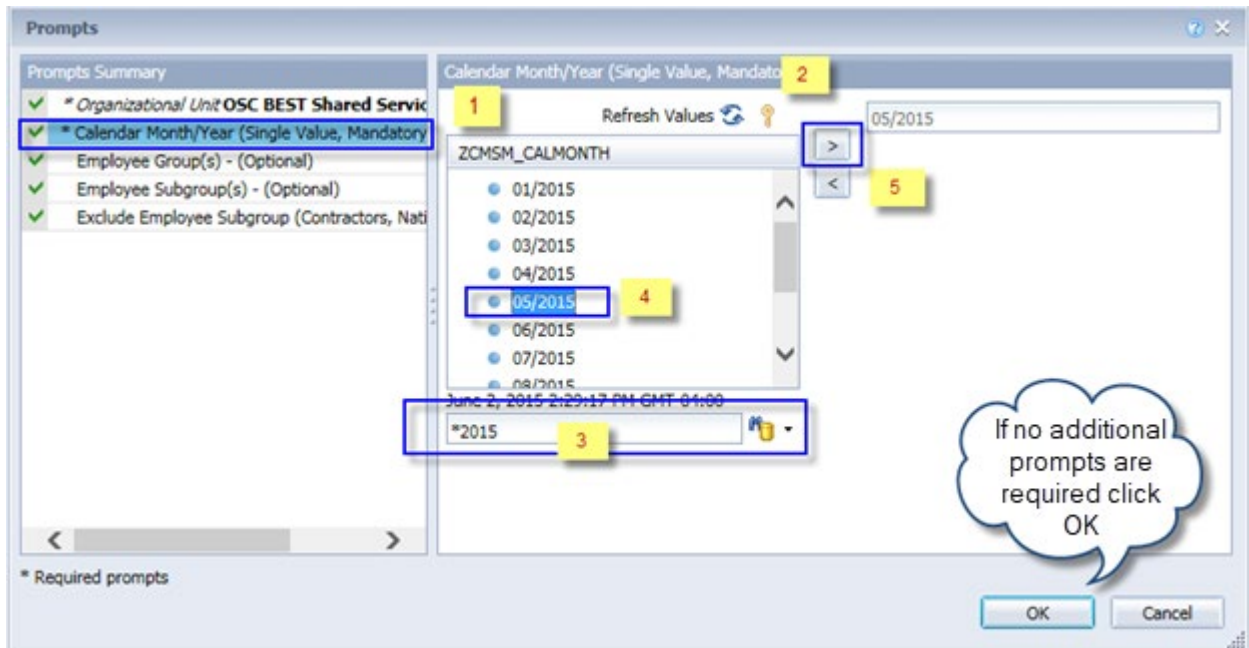 Prompts
Prompts Summary
* Organizational Unit OSC BEST Shared Servic
* Calendar Month/Year (Single Value, Mandatory
Employee Group(s) - (Optional)
Employee Subgroup(s) - (Optional)
Exclude Employee Subgroup (Contractors, Nati
* Required prompts
Calendar Month/Year (Single Value, Mandato
1
2
Refresh Values
05/2015
ZCMSM_CALMONTH
>
<
5
01/2015
02/2015
03/2015
04/2015
05/2015
4
06/2015
07/2015
08/2015
June 2, 2015 2:29:17 PM GMT-04:00
*2015
3
If no additional
prompts are
required click
OK
OK
Cancel